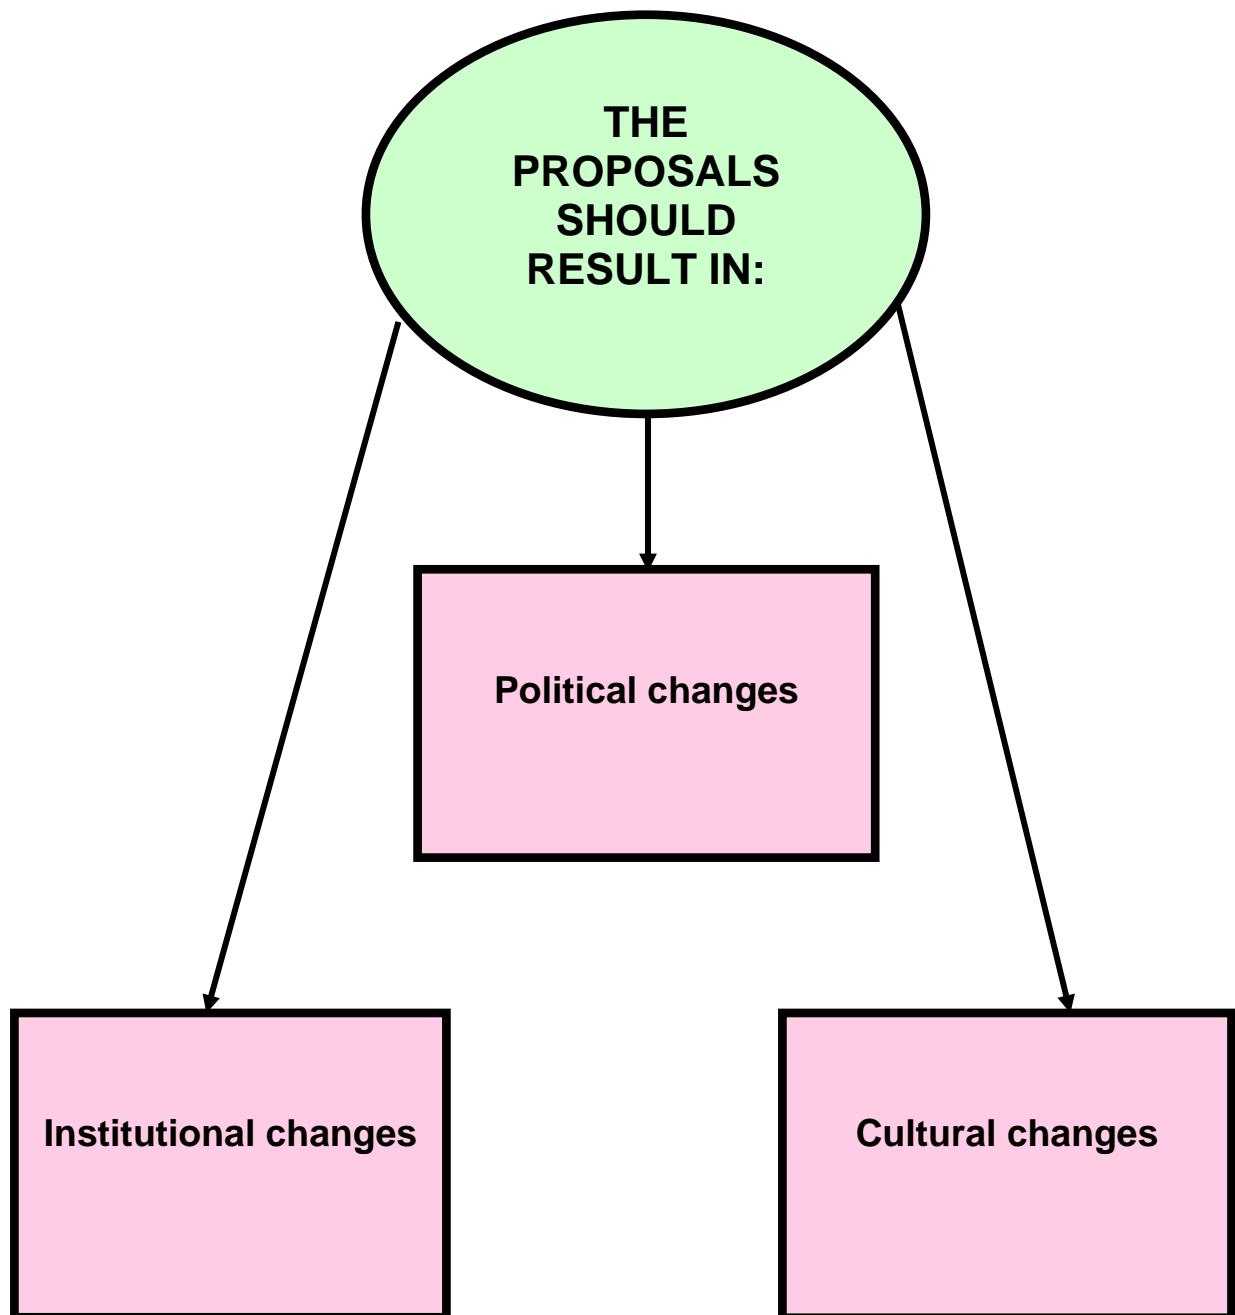 THE
PROPOSALS
SHOULD
RESULT IN:
Political changes
Institutional changes
Cultural changes